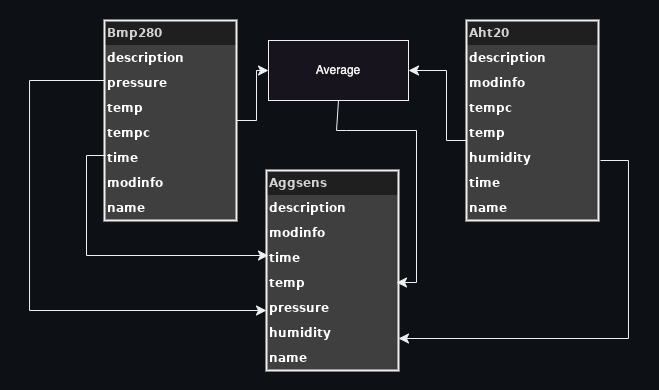 Bmp280
description
pressure
temp
tempc
time
modinfo
name
Average
Aht20
description
modinfo
tempc
temp
humidity
time
name
Aggsens
description
modinfo
time
temp
pressure
humidity
name